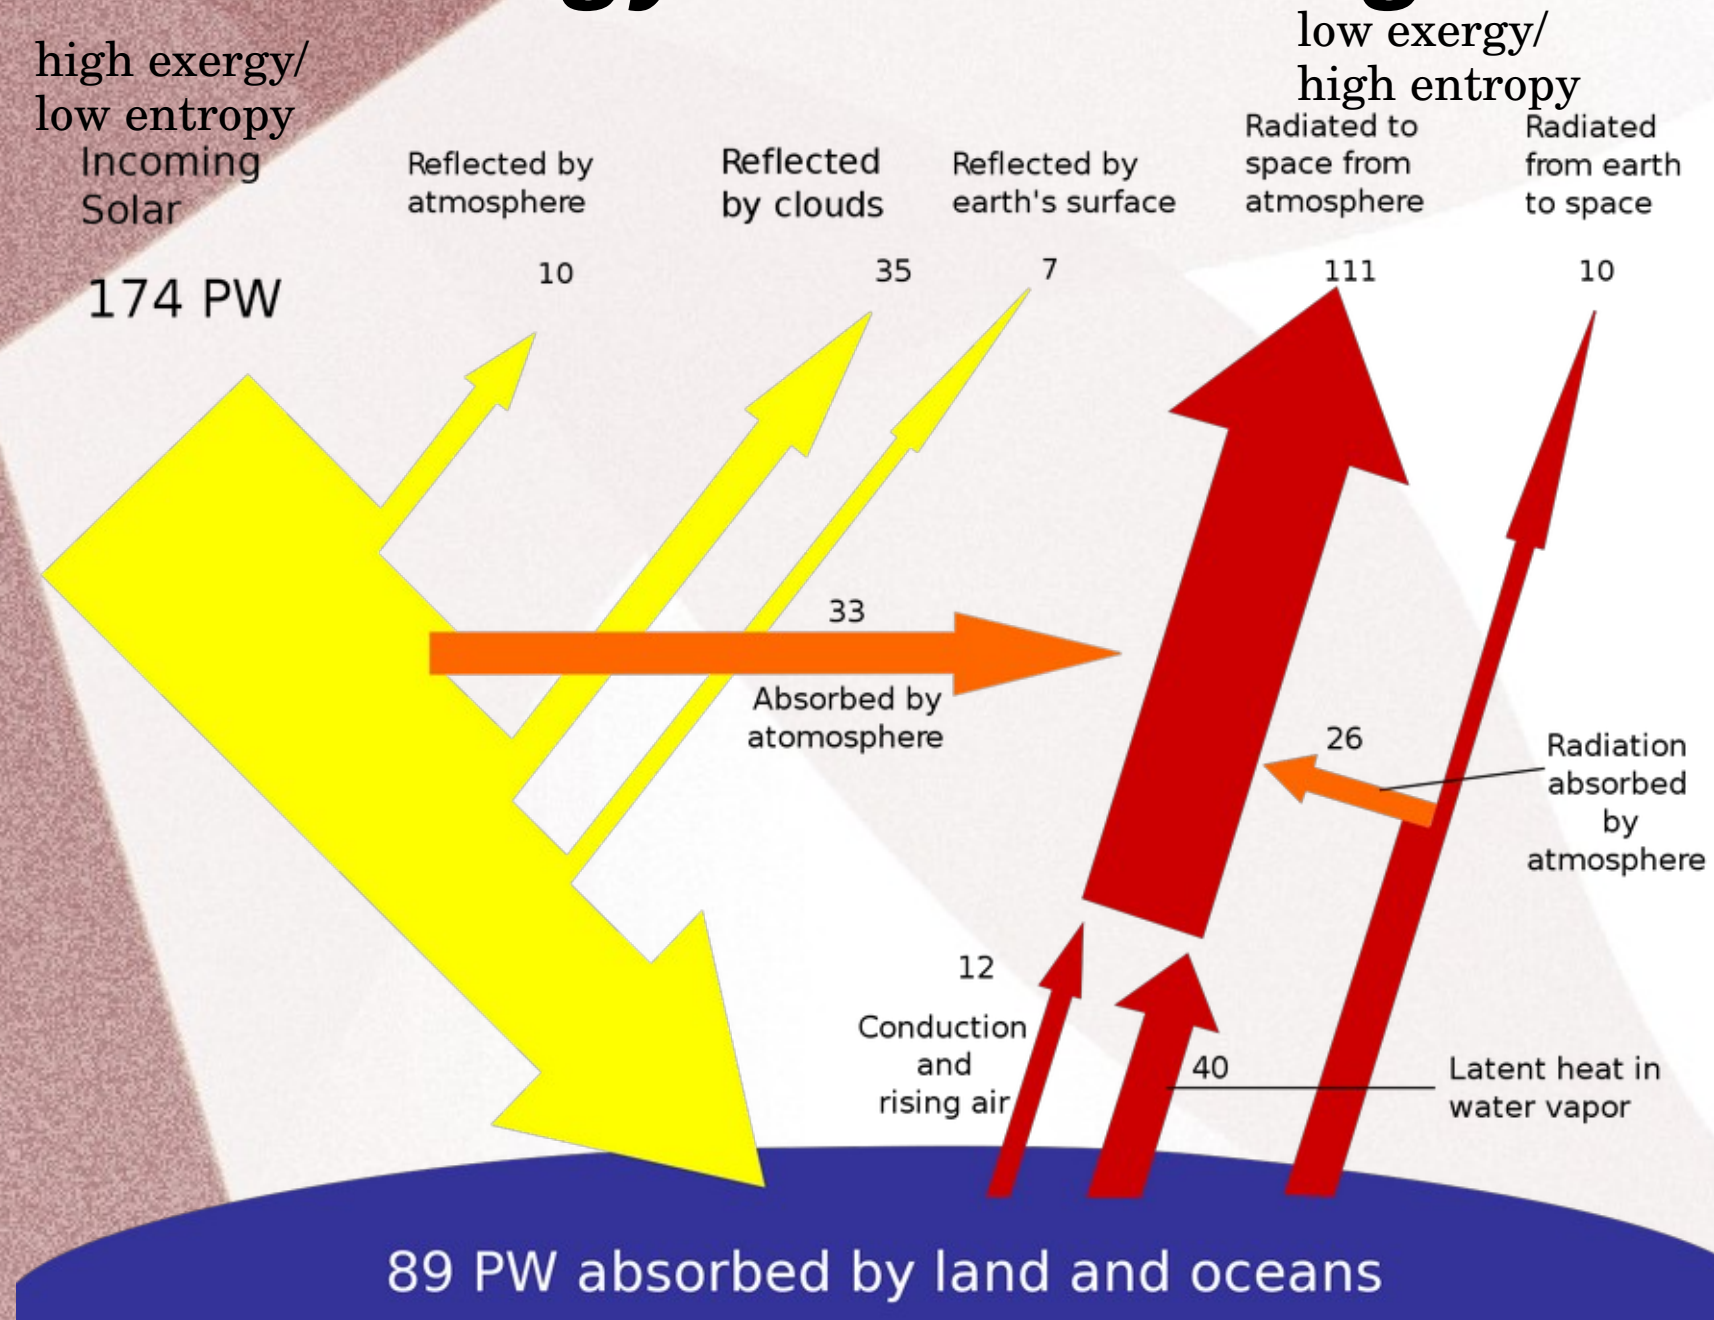 high exergy/
low entropy
Incoming
Solar
174 PW
Reflected by
atmosphere
10
Reflected
by clouds
35
Reflected by
earth's surface
7
low exergy/
high entropy
Radiated to
space from
atmosphere
111
Radiated
from earth
to space
10
33
Absorbed by
atomosphere
26
Radiation
absorbed
by
atmosphere
12
Conduction
and
rising air
40
Latent heat in
water vapor
89 PW absorbed by land and oceans